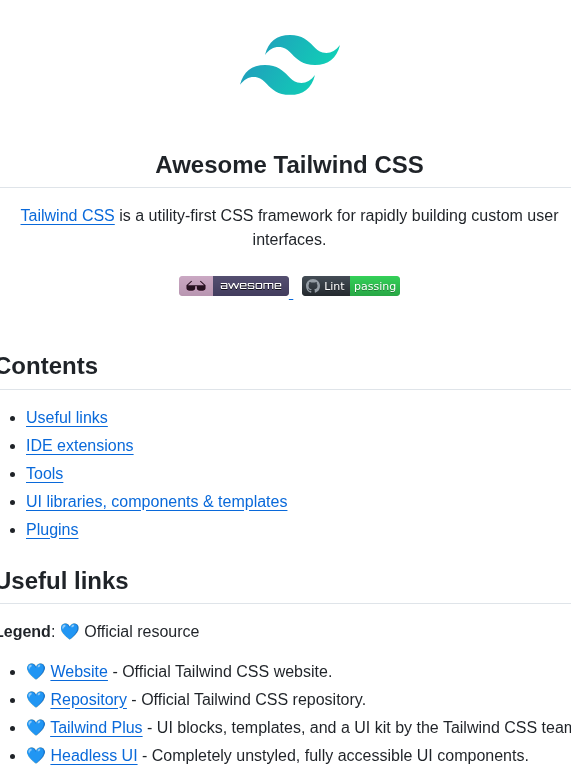 Awesome Tailwind CSS
Tailwind CSS is a utility-first CSS framework for rapidly building custom user
interfaces.
awesome Lint passing
Contents
Useful links
IDE extensions
Tools
UI libraries, components & templates
Plugins
Useful links
Legend: 💙 Official resource
💙 Website - Official Tailwind CSS website.
💙 Repository - Official Tailwind CSS repository.
💙 Tailwind Plus - UI blocks, templates, and a UI kit by the Tailwind CSS team
💙 Headless UI - Completely unstyled, fully accessible UI components.